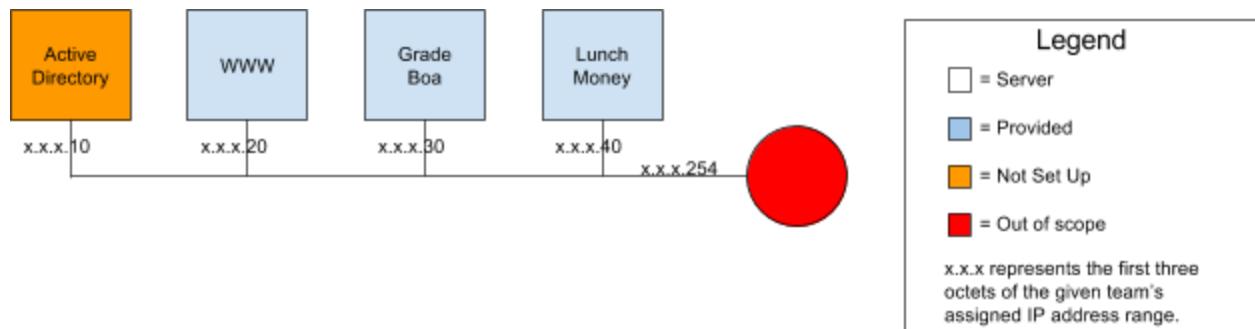 Active
Directory
WWW
Grade
Boa
Lunch
Money
x.x.x.10
x.x.x.20
x.x.x.30
x.x.x.40
x.x.x.254
Legend
= Server
= Provided
= Not Set Up
= Out of scope
x.x.x represents the first three
octets of the given team's
assigned IP address range.